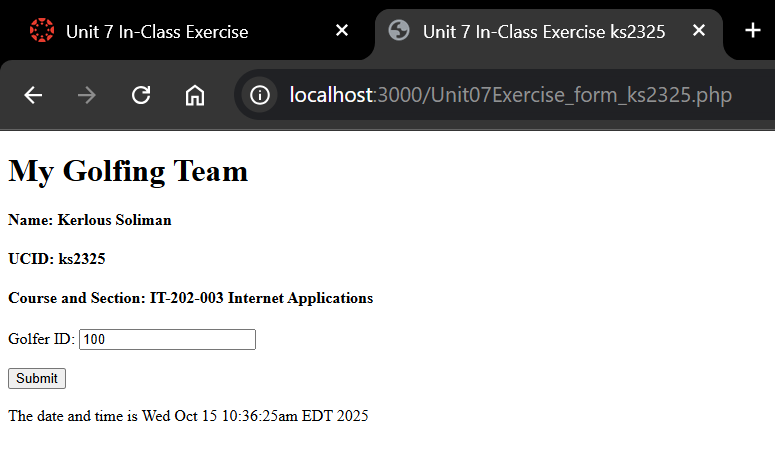 Unit 7 In-Class Exercise
Unit 7 In-Class Exercise ks2325
localhost:3000/Unit07Exercise_form_ks2325.php
My Golfing Team
Name: Kerlous Soliman
UCID: ks2325
Course and Section: IT-202-003 Internet Applications
Golfer ID: 100
Submit
The date and time is Wed Oct 15 10:36:25am EDT 2025